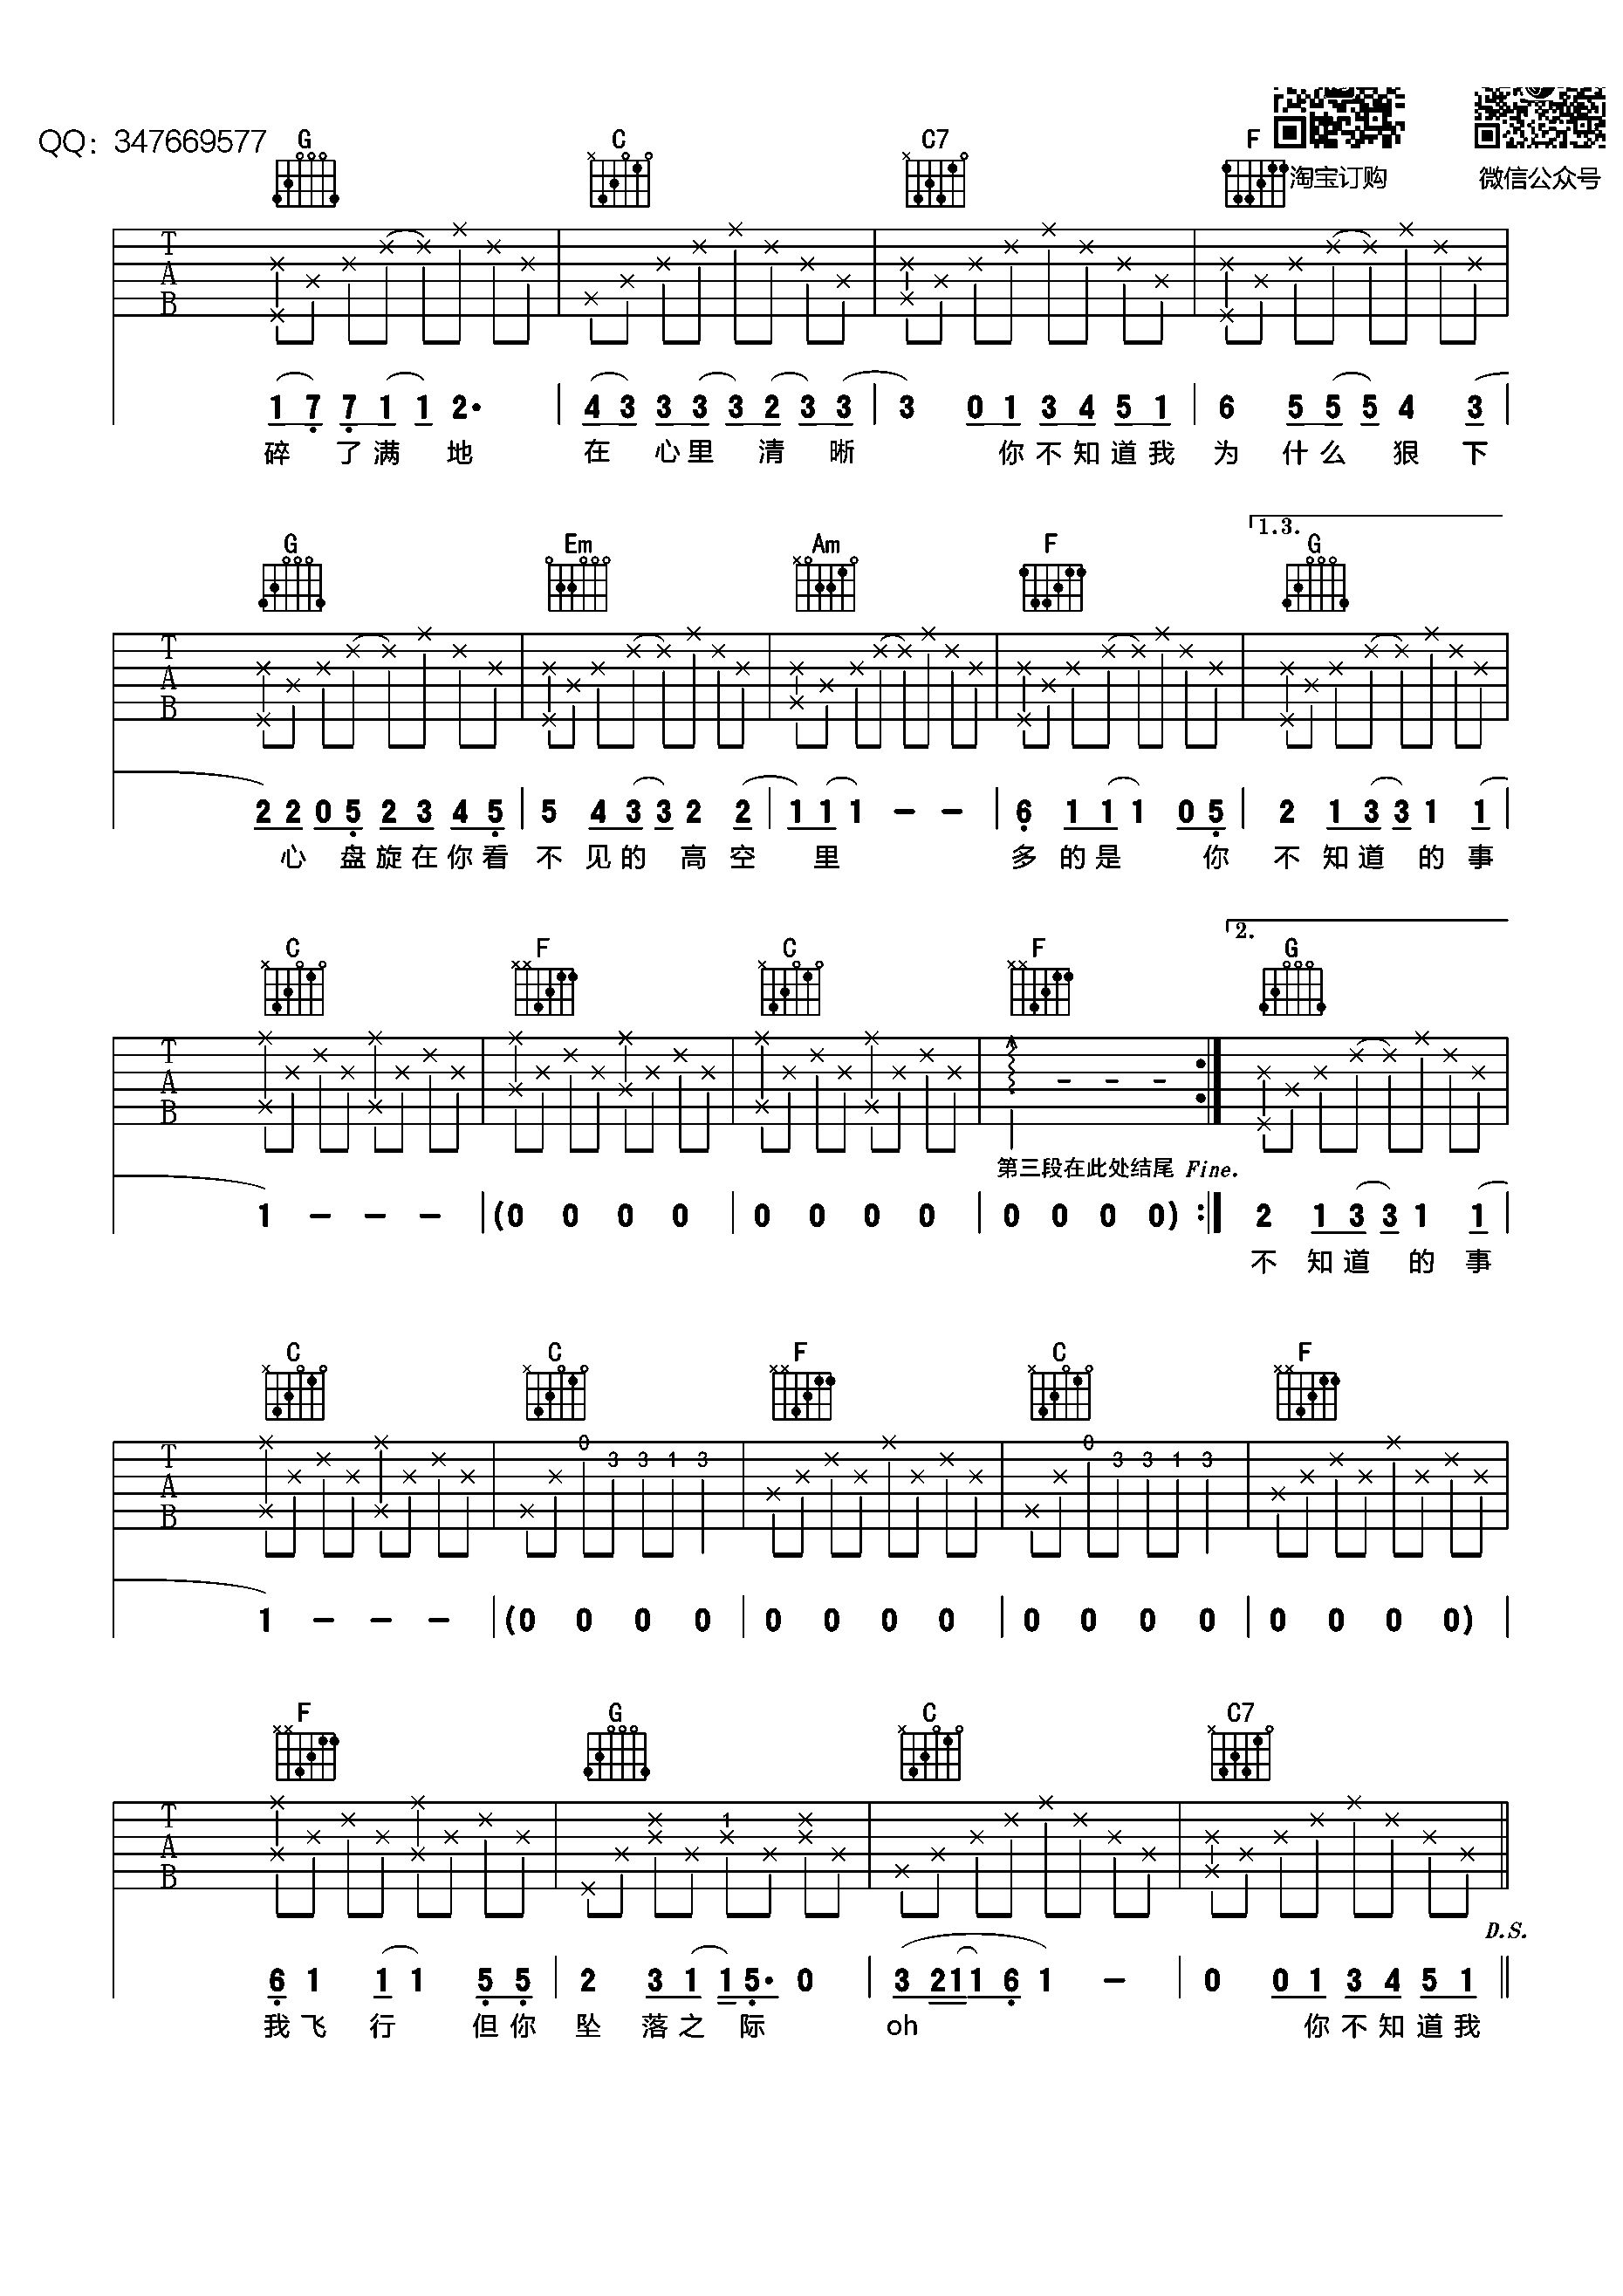 QQ：347669577
淘宝订购 微信公众号
G C C7 F
T A B
1 7 7 1 1 2· | 4 3 3 3 3 2 3 3 | 3 0 1 3 4 5 1 | 6 5 5 5 4 3 |
碎 了 满 地 在 心 里 清 晰 你 不 知 道 我 为 什 么 狠 下
1.3.
G Em Am F G
T A B
2 2 0 5 2 3 4 5 | 5 4 3 3 2 2 | 1 1 1 - - | 6 1 1 1 0 5 | 2 1 3 3 1 1 |
心 盘 旋 在 你 看 不 见 的 高 空 里 多 的 是 你 不 知 道 的 事
2.
C F C F G
T A B
- - -
第三段在此处结尾 Fine.
1 - - - | (0 0 0 0 | 0 0 0 0 | 0 0 0 0) :| 2 1 3 3 1 1 |
不 知 道 的 事
C C F C F
T A B
0 3 3 1 3 0 3 3 1 3
1 - - - | (0 0 0 0 | 0 0 0 0 | 0 0 0 0 | 0 0 0 0) |
F G C C7
T A B
1
D.S.
6 1 1 1 5 5 | 2 3 1 1 5· 0 | 3 2 1 1 6 1 - | 0 0 1 3 4 5 1 ||
我 飞 行 但 你 坠 落 之 际 oh 你 不 知 道 我